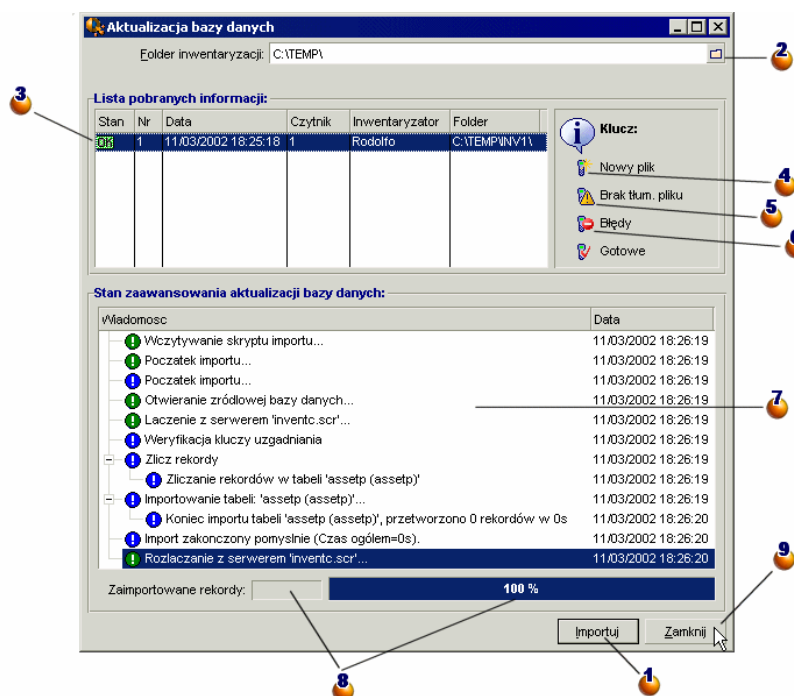 Aktualizacja bazy danych
Folder inwentaryzacji: C:\TEMP\
2
3
Lista pobranych informacji:
Stan Nr Data Czytnik Inwentaryzator Folder
OK 1 11/03/2002 18:25:18 1 Rodolfo C:\TEMP\INV1\
Klucz:
Nowy plik
4
Brak tłum. pliku
5
Błędy
6
Gotowe
Stan zaawansowania aktualizacji bazy danych:
Wiadomosc Data
Wczytywanie skryptu importu... 11/03/2002 18:26:19
Poczatek importu... 11/03/2002 18:26:19
Poczatek importu... 11/03/2002 18:26:19
Otwieranie zródlowej bazy danych... 11/03/2002 18:26:19
7
Laczenie z serwerem 'inventc.scr'... 11/03/2002 18:26:19
Weryfikacja kluczy uzgadniania 11/03/2002 18:26:19
Zlicz rekordy 11/03/2002 18:26:19
Zliczanie rekordów w tabeli 'assetp (assetp)' 11/03/2002 18:26:19
Importowanie tabeli: 'assetp (assetp)'... 11/03/2002 18:26:19
Koniec importu tabeli 'assetp (assetp)', przetworzono 0 rekordów w 0s 11/03/2002 18:26:20
Import zakonczony pomyslnie (Czas ogólem=0s). 11/03/2002 18:26:20
Rozlaczanie z serwerem 'inventc.scr'... 11/03/2002 18:26:20
9
Zaimportowane rekordy: 100 %
Importuj Zamknij
8
1